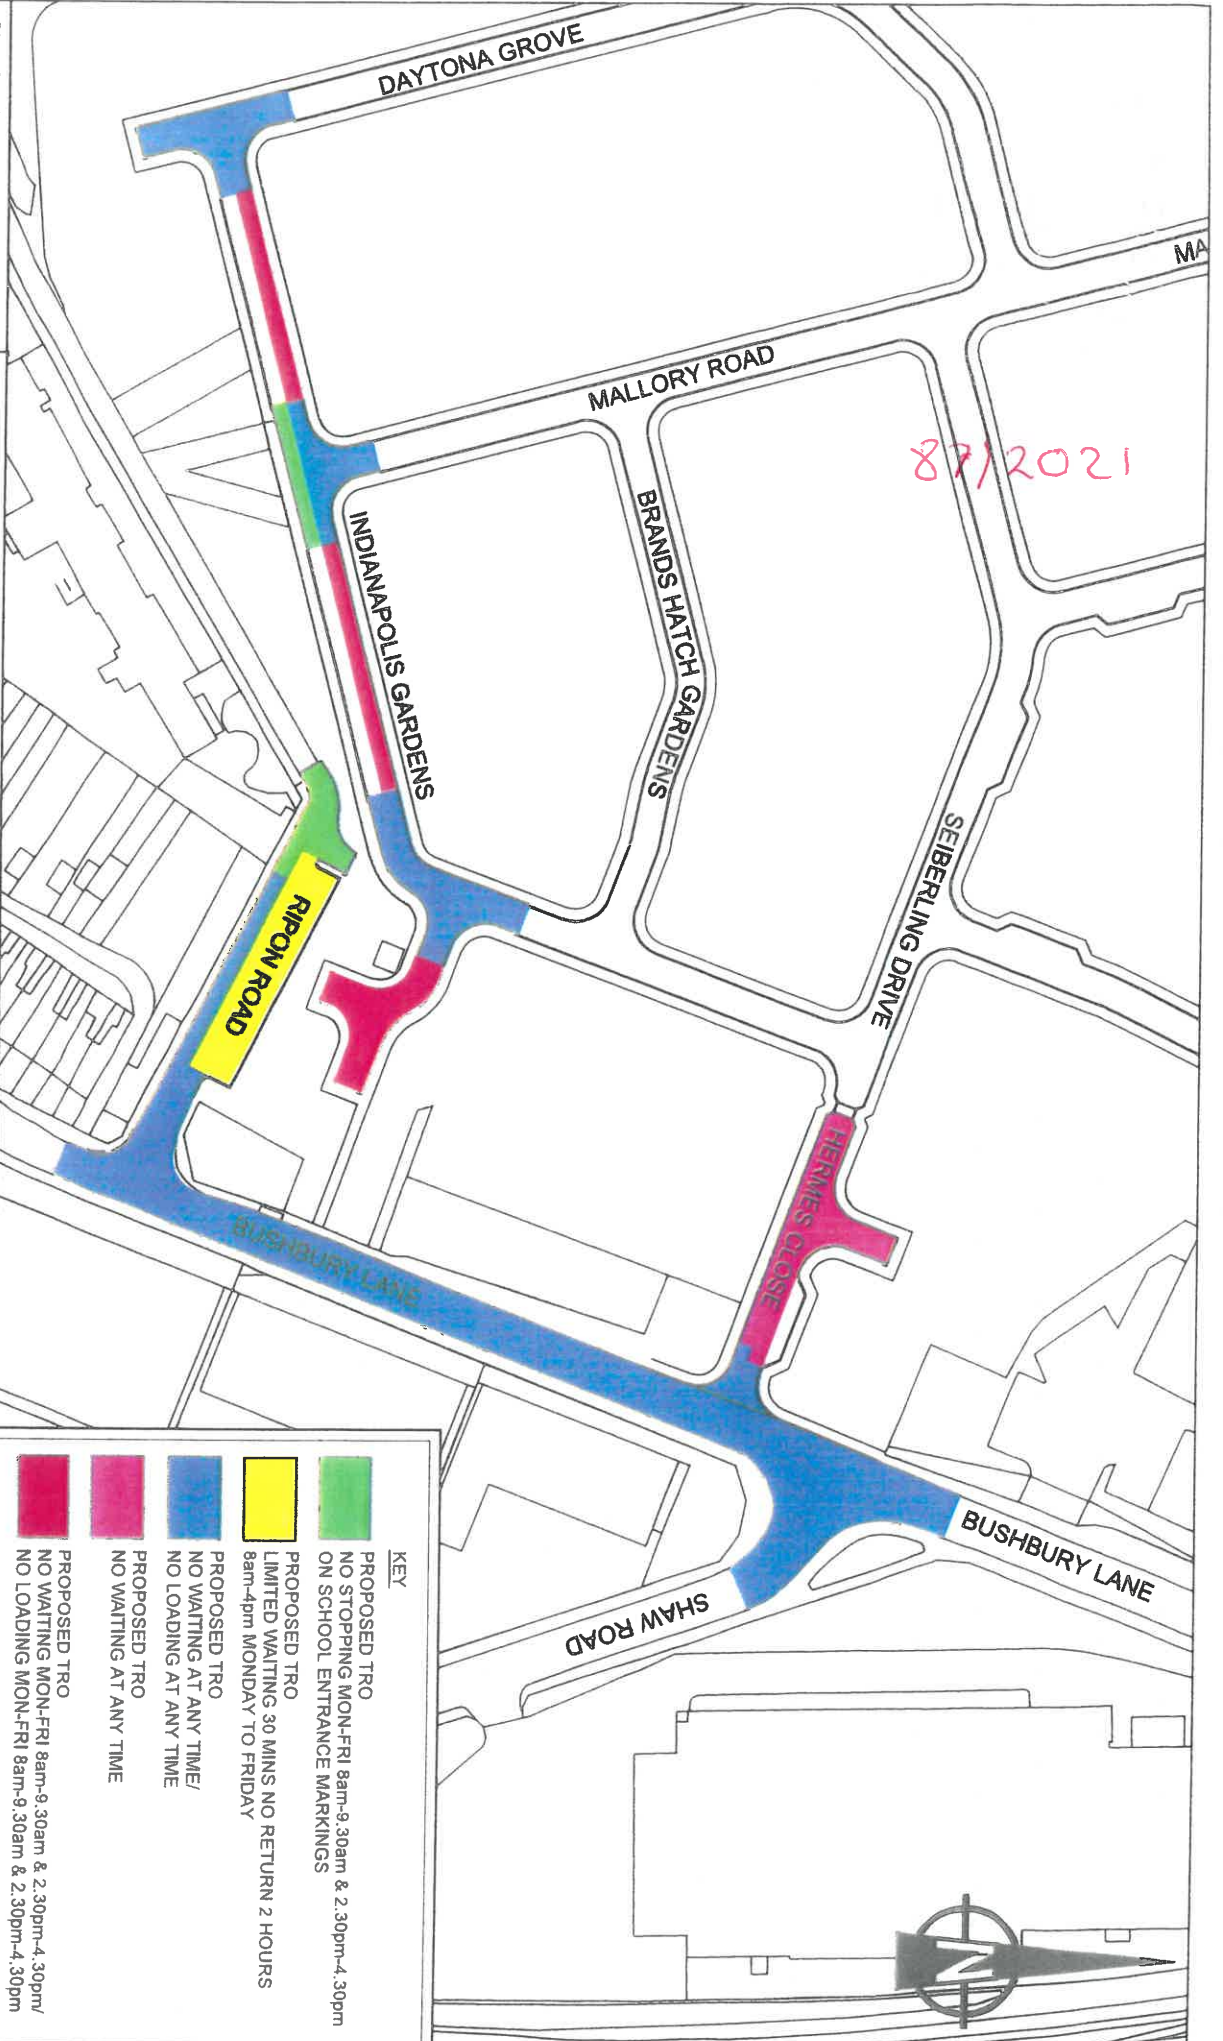 DAYTONA GROVE
MA
MALLORY ROAD
87/2021
BRANDS HATCH GARDENS
INDIANAPOLIS GARDENS
SEIBERLING DRIVE
RIPON ROAD
HERMES CLOSE
BUSHBURY LANE
BUSHBURY LANE
SHAW ROAD
N
KEY
PROPOSED TRO
NO STOPPING MON-FRI 8am-9.30am & 2.30pm-4.30pm
ON SCHOOL ENTRANCE MARKINGS
PROPOSED TRO
LIMITED WAITING 30 MINS NO RETURN 2 HOURS
8am-4pm MONDAY TO FRIDAY
PROPOSED TRO
NO WAITING AT ANY TIME/
NO LOADING AT ANY TIME
PROPOSED TRO
NO WAITING AT ANY TIME
PROPOSED TRO
NO WAITING MON-FRI 8am-9.30am & 2.30pm-4.30pm/
NO LOADING MON-FRI 8am-9.30am & 2.30pm-4.30pm